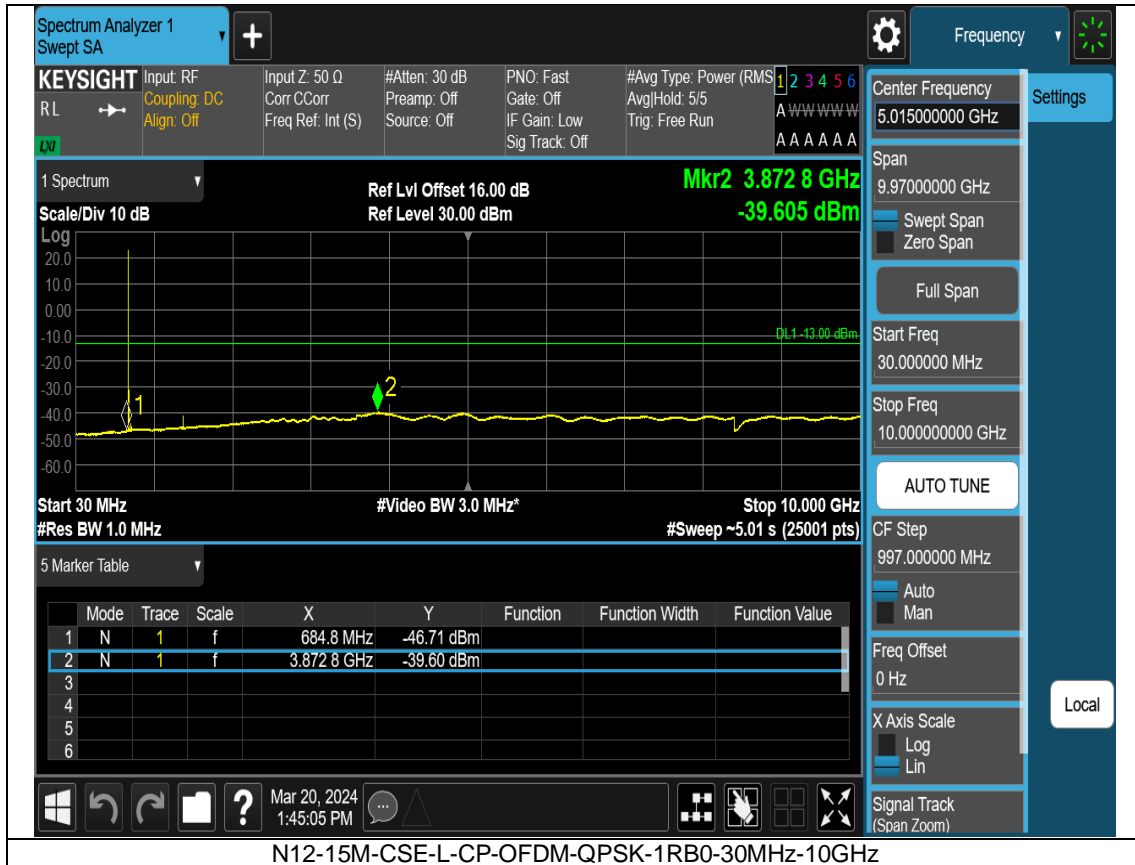 Spectrum Analyzer 1
Swept SA
Frequency
KEYSIGHT
RL
LXI
Input: RF
Coupling: DC
Align: Off
Input Z: 50 Ω
Corr CCorr
Freq Ref: Int (S)
#Atten: 30 dB
Preamp: Off
Source: Off
PNO: Fast
Gate: Off
IF Gain: Low
Sig Track: Off
#Avg Type: Power (RMS
Avg|Hold: 5/5
Trig: Free Run
1 2 3 4 5 6
A W W W W W
A A A A A A
1 Spectrum
Scale/Div 10 dB
Ref Lvl Offset 16.00 dB
Ref Level 30.00 dBm
Mkr2 3.872 8 GHz
-39.605 dBm
Log
20.0
10.0
0.00
-10.0
-20.0
-30.0
-40.0
-50.0
-60.0
DL1 -13.00 dBm
1
2
Start 30 MHz
#Video BW 3.0 MHz*
Stop 10.000 GHz
#Res BW 1.0 MHz
#Sweep ~5.01 s (25001 pts)
5 Marker Table
Mode Trace Scale X Y Function Function Width Function Value
1 N 1 f 684.8 MHz -46.71 dBm
2 N 1 f 3.872 8 GHz -39.60 dBm
3
4
5
6
Center Frequency
5.015000000 GHz
Settings
Span
9.97000000 GHz
Swept Span
Zero Span
Full Span
Start Freq
30.000000 MHz
Stop Freq
10.000000000 GHz
AUTO TUNE
CF Step
997.000000 MHz
Auto
Man
Freq Offset
0 Hz
X Axis Scale
Log
Lin
Local
Signal Track
(Span Zoom)
?
Mar 20, 2024
1:45:05 PM
N12-15M-CSE-L-CP-OFDM-QPSK-1RB0-30MHz-10GHz